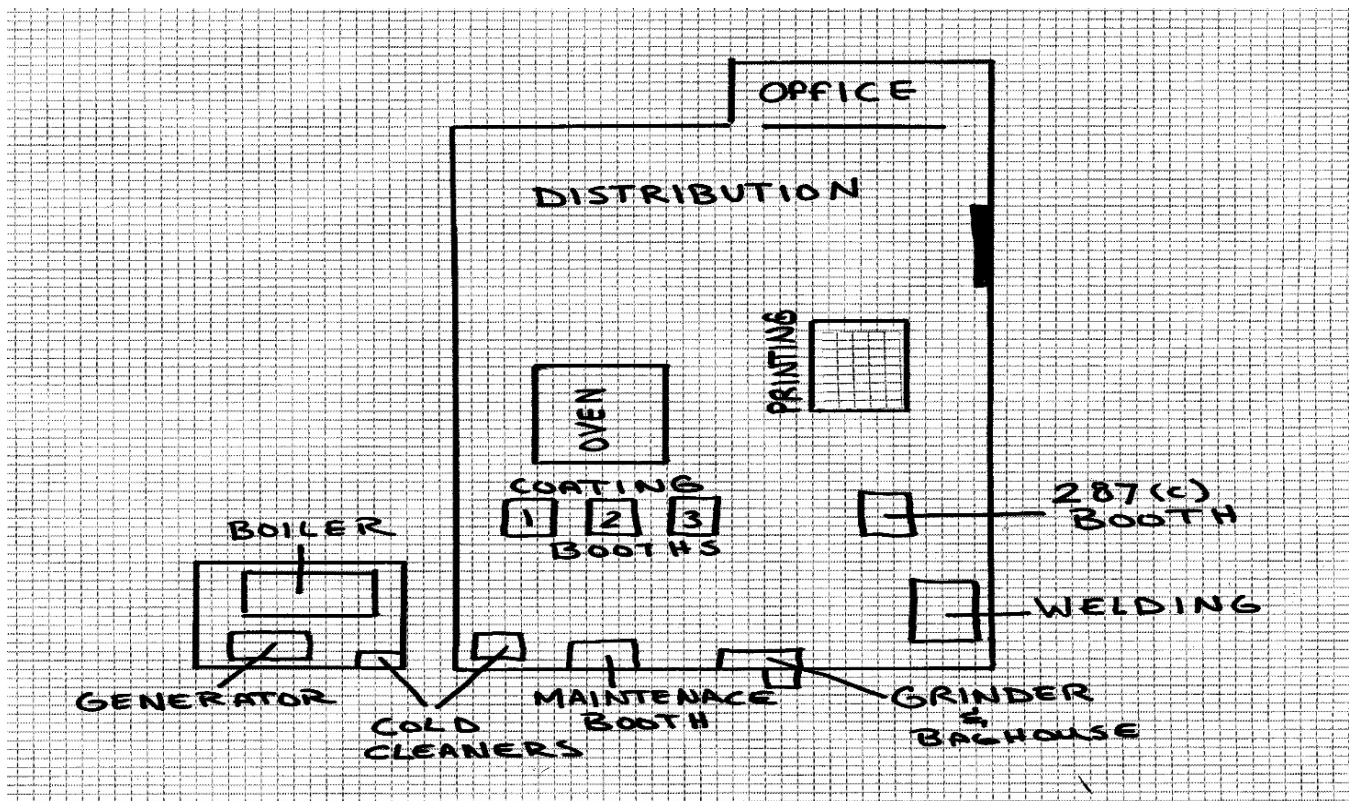 OFFICE
DISTRIBUTION
PRINTING
OVEN
COATING
1 2 3
BOOTHS
287(c)
BOOTH
BOILER
WELDING
GENERATOR
COLD
CLEANERS
MAINTENACE
BOOTH
GRINDER
&
BAGHOUSE